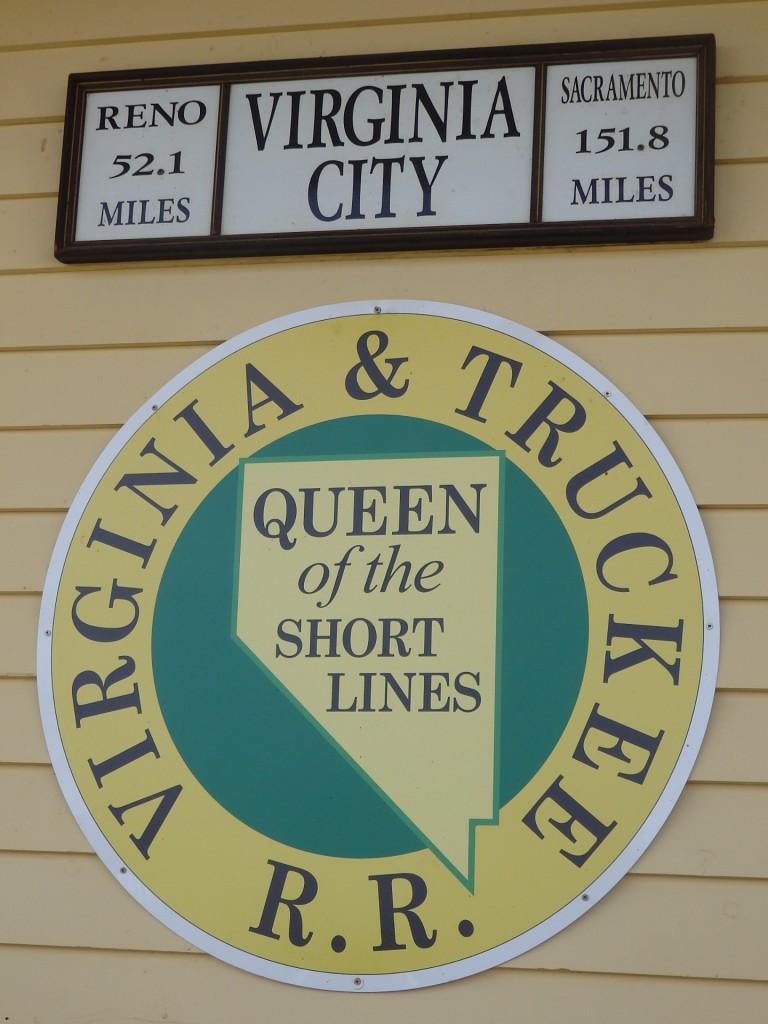 RENO
52.1
MILES
VIRGINIA
CITY
SACRAMENTO
151.8
MILES
VIRGINIA & TRUCKEE
R.R.
QUEEN
of the
SHORT
LINES